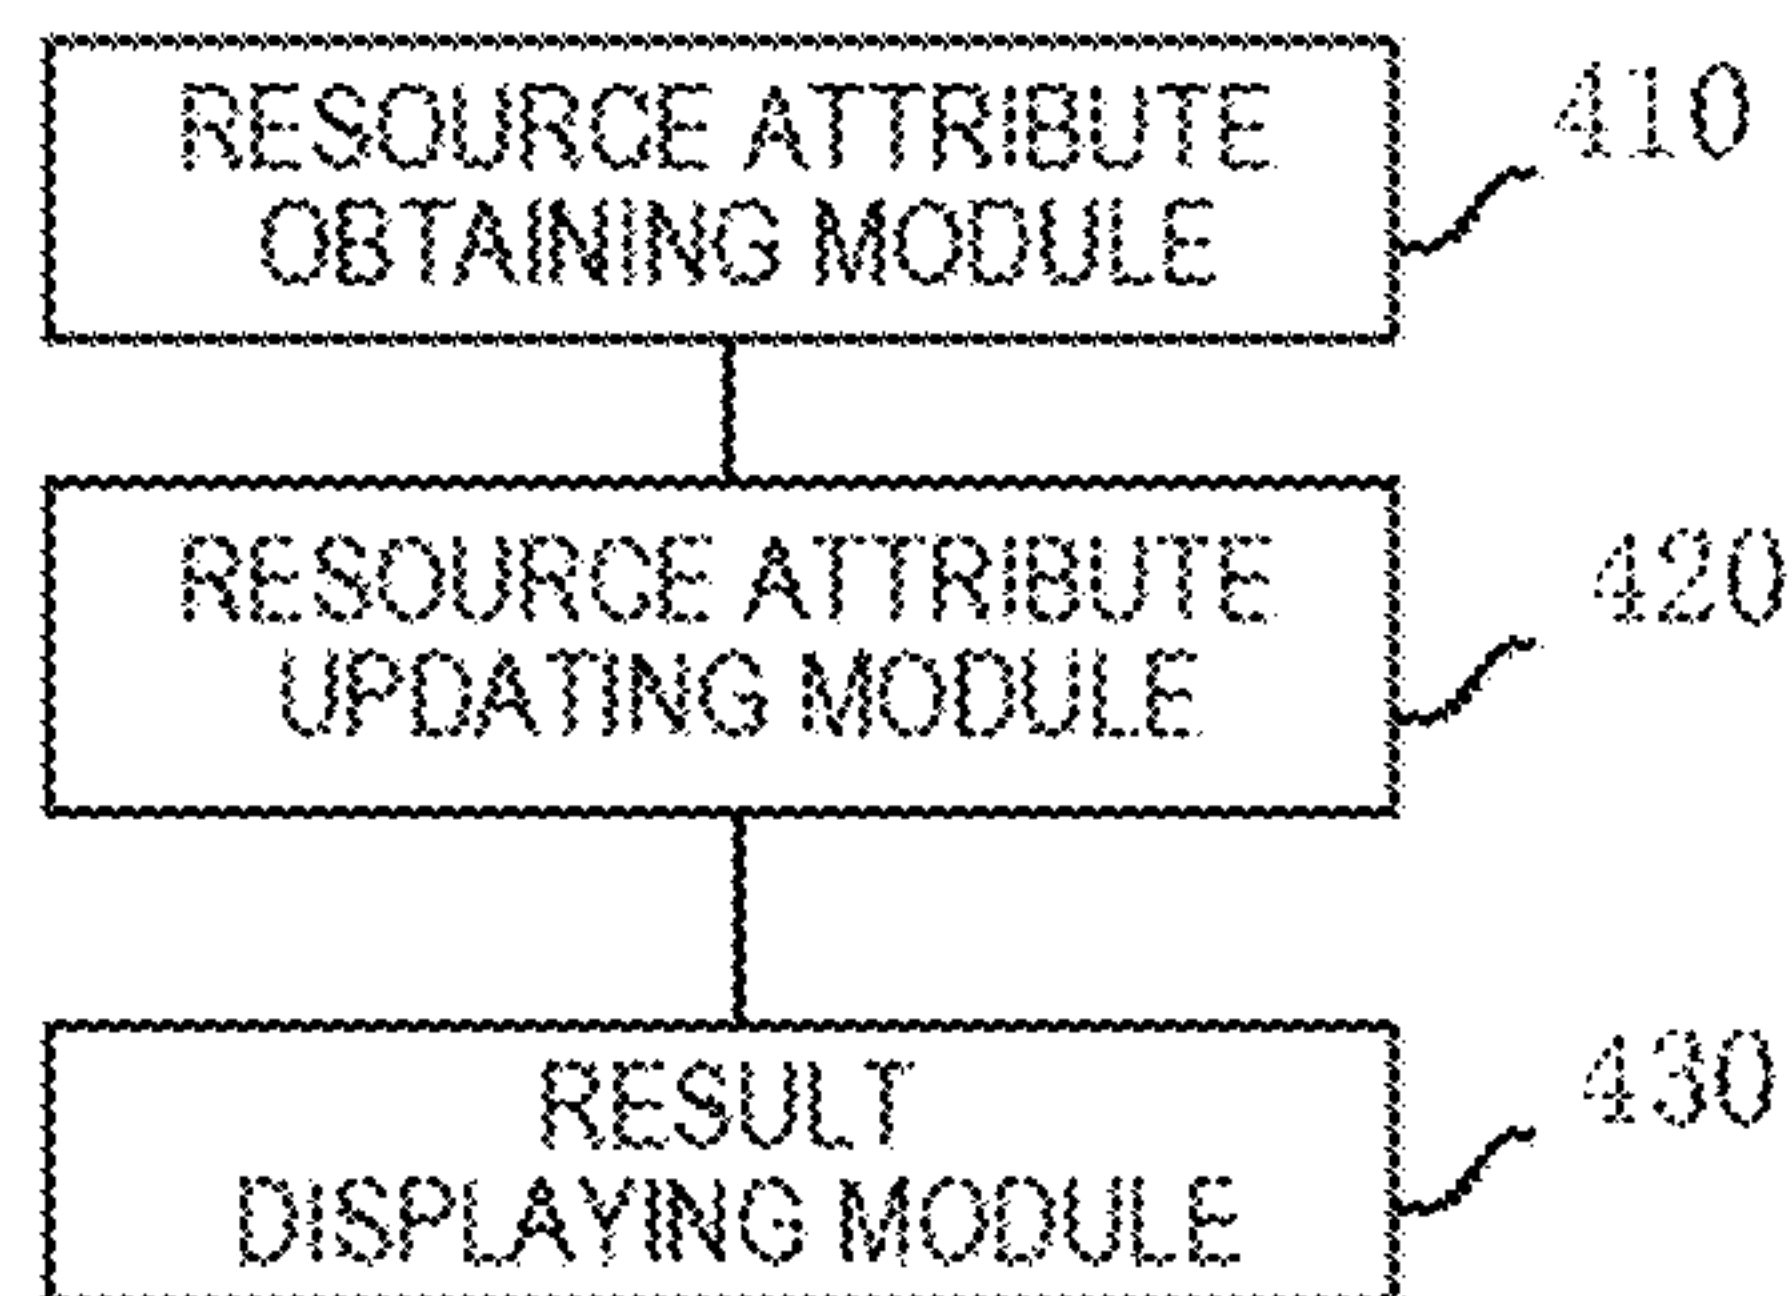 RESOURCE ATTRIBUTE
OBTAINING MODULE
410
RESOURCE ATTRIBUTE
UPDATING MODULE
420
RESULT
DISPLAYING MODULE
430